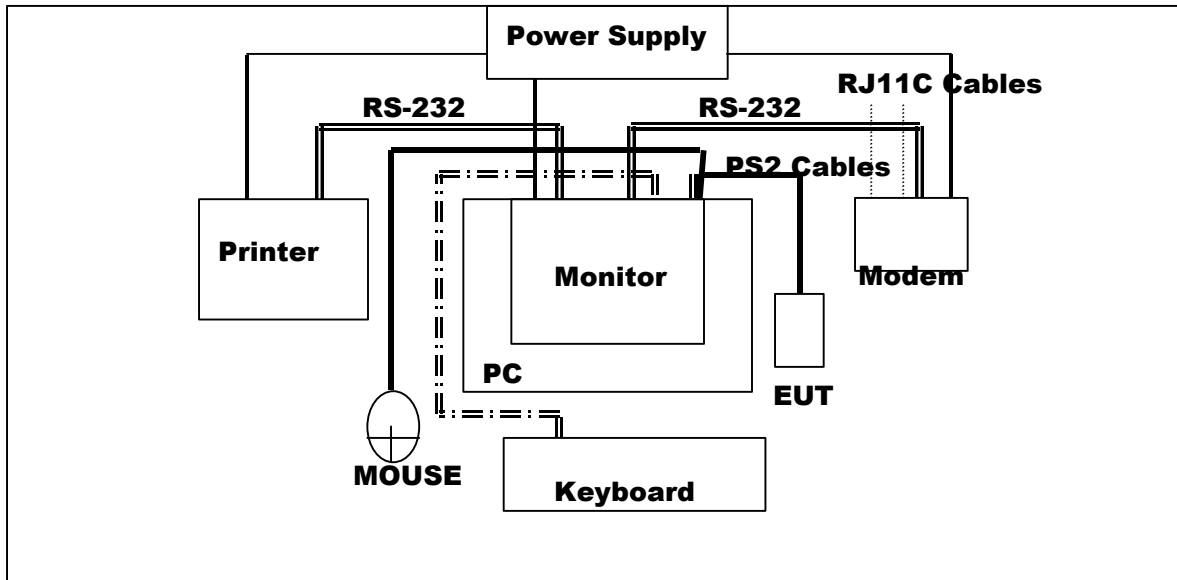 Power Supply
RJ11C Cables
RS-232
RS-232
PS2 Cables
Printer
Monitor
Modem
PC
EUT
MOUSE
Keyboard